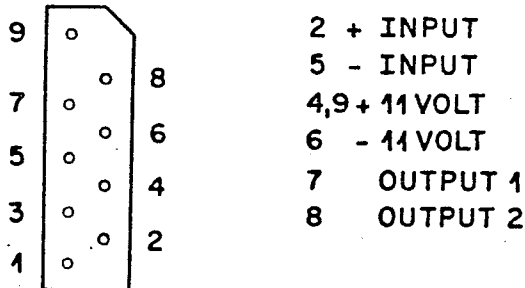 9
8
7
6
5
4
3
2
1
2 + INPUT
5 - INPUT
4,9 + 11 VOLT
6 - 11 VOLT
7 OUTPUT 1
8 OUTPUT 2